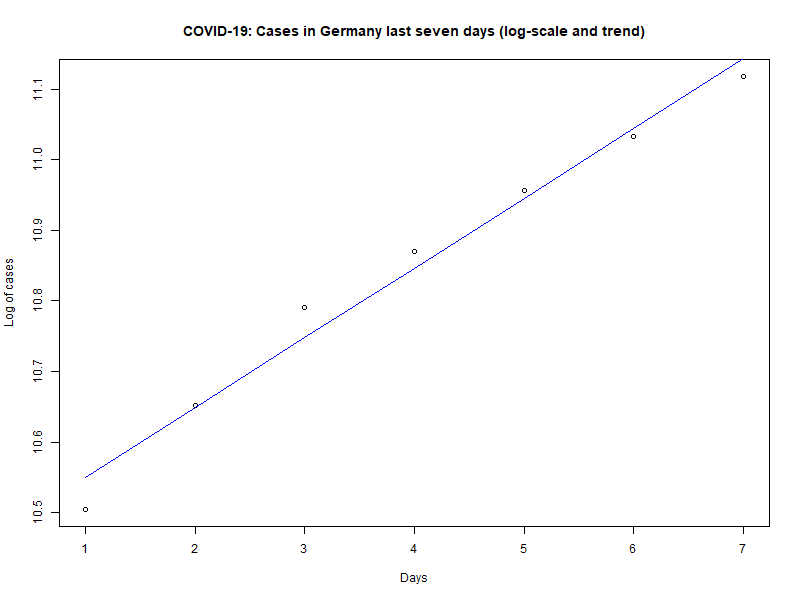 COVID-19: Cases in Germany last seven days (log-scale and trend)
Log of cases
11.1
11.0
10.9
10.8
10.7
10.6
10.5
1 2 3 4 5 6 7
Days